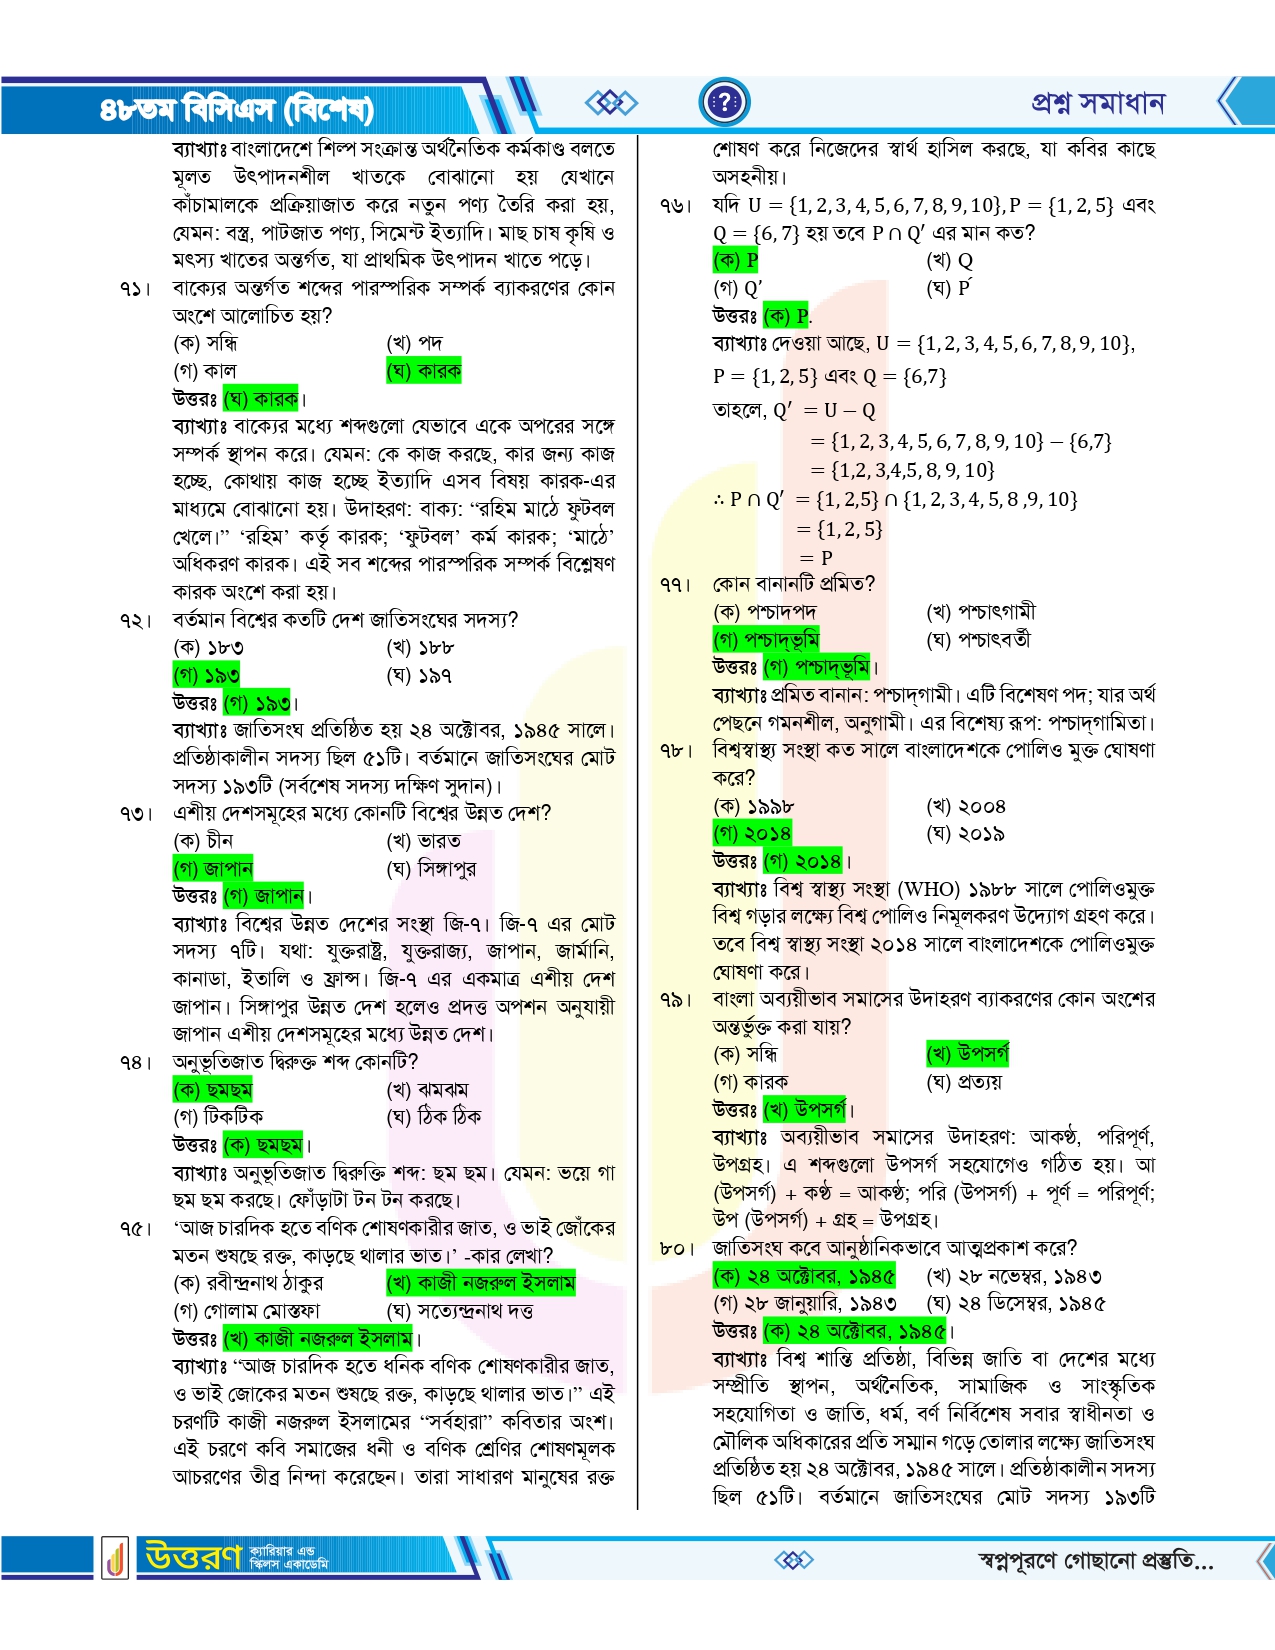 ৪৮তম বিসিএস (বিশেষ)
?
প্রশ্ন সমাধান
ব্যাখ্যাঃ বাংলাদেশে শিল্প সংক্রান্ত অর্থনৈতিক কর্মকাণ্ড বলতে
মূলত উৎপাদনশীল খাতকে বোঝানো হয় যেখানে
কাঁচামালকে প্রক্রিয়াজাত করে নতুন পণ্য তৈরি করা হয়,
যেমন: বস্ত্র, পাটজাত পণ্য, সিমেন্ট ইত্যাদি। মাছ চাষ কৃষি ও
মৎস্য খাতের অন্তর্গত, যা প্রাথমিক উৎপাদন খাতে পড়ে।
৭১। বাক্যের অন্তর্গত শব্দের পারস্পরিক সম্পর্ক ব্যাকরণের কোন
অংশে আলোচিত হয়?
(ক) সন্ধি (খ) পদ
(গ) কাল (ঘ) কারক
উত্তরঃ (ঘ) কারক।
ব্যাখ্যাঃ বাক্যের মধ্যে শব্দগুলো যেভাবে একে অপরের সঙ্গে
সম্পর্ক স্থাপন করে। যেমন: কে কাজ করছে, কার জন্য কাজ
হচ্ছে, কোথায় কাজ হচ্ছে ইত্যাদি এসব বিষয় কারক-এর
মাধ্যমে বোঝানো হয়। উদাহরণ: বাক্য: “রহিম মাঠে ফুটবল
খেলে।” ‘রহিম’ কর্তৃ কারক; ‘ফুটবল’ কর্ম কারক; ‘মাঠে’
অধিকরণ কারক। এই সব শব্দের পারস্পরিক সম্পর্ক বিশ্লেষণ
কারক অংশে করা হয়।
৭২। বর্তমান বিশ্বের কতটি দেশ জাতিসংঘের সদস্য?
(ক) ১৮৩ (খ) ১৮৮
(গ) ১৯৩ (ঘ) ১৯৭
উত্তরঃ (গ) ১৯৩।
ব্যাখ্যাঃ জাতিসংঘ প্রতিষ্ঠিত হয় ২৪ অক্টোবর, ১৯৪৫ সালে।
প্রতিষ্ঠাকালীন সদস্য ছিল ৫১টি। বর্তমানে জাতিসংঘের মোট
সদস্য ১৯৩টি (সর্বশেষ সদস্য দক্ষিণ সুদান)।
৭৩। এশীয় দেশসমূহের মধ্যে কোনটি বিশ্বের উন্নত দেশ?
(ক) চীন (খ) ভারত
(গ) জাপান (ঘ) সিঙ্গাপুর
উত্তরঃ (গ) জাপান।
ব্যাখ্যাঃ বিশ্বের উন্নত দেশের সংস্থা জি-৭। জি-৭ এর মোট
সদস্য ৭টি। যথা: যুক্তরাষ্ট্র, যুক্তরাজ্য, জাপান, জার্মানি,
কানাডা, ইতালি ও ফ্রান্স। জি-৭ এর একমাত্র এশীয় দেশ
জাপান। সিঙ্গাপুর উন্নত দেশ হলেও প্রদত্ত অপশন অনুযায়ী
জাপান এশীয় দেশসমূহের মধ্যে উন্নত দেশ।
৭৪। অনুভূতিজাত দ্বিরুক্ত শব্দ কোনটি?
(ক) ছমছম (খ) ঝমঝম
(গ) টিকটিক (ঘ) ঠিক ঠিক
উত্তরঃ (ক) ছমছম।
ব্যাখ্যাঃ অনুভূতিজাত দ্বিরুক্তি শব্দ: ছম ছম। যেমন: ভয়ে গা
ছম ছম করছে। ফোঁড়াটা টন টন করছে।
৭৫। ‘আজ চারদিক হতে বণিক শোষণকারীর জাত, ও ভাই জোঁকের
মতন শুষছে রক্ত, কাড়ছে থালার ভাত।’ -কার লেখা?
(ক) রবীন্দ্রনাথ ঠাকুর (খ) কাজী নজরুল ইসলাম
(গ) গোলাম মোস্তফা (ঘ) সত্যেন্দ্রনাথ দত্ত
উত্তরঃ (খ) কাজী নজরুল ইসলাম।
ব্যাখ্যাঃ “আজ চারদিক হতে ধনিক বণিক শোষণকারীর জাত,
ও ভাই জোকের মতন শুষছে রক্ত, কাড়ছে থালার ভাত।” এই
চরণটি কাজী নজরুল ইসলামের “সর্বহারা” কবিতার অংশ।
এই চরণে কবি সমাজের ধনী ও বণিক শ্রেণির শোষণমূলক
আচরণের তীব্র নিন্দা করেছেন। তারা সাধারণ মানুষের রক্ত
শোষণ করে নিজেদের স্বার্থ হাসিল করছে, যা কবির কাছে
অসহনীয়।
৭৬। যদি U = {1, 2, 3, 4, 5, 6, 7, 8, 9, 10}, P = {1, 2, 5} এবং
Q = {6, 7} হয় তবে P ∩ Q′ এর মান কত?
(ক) P (খ) Q
(গ) Q′ (ঘ) P′
উত্তরঃ (ক) P.
ব্যাখ্যাঃ দেওয়া আছে, U = {1, 2, 3, 4, 5, 6, 7, 8, 9, 10},
P = {1, 2, 5} এবং Q = {6,7}
তাহলে, Q′ = U − Q
= {1, 2, 3, 4, 5, 6, 7, 8, 9, 10} − {6,7}
= {1,2, 3,4,5, 8, 9, 10}
∴ P ∩ Q′ = {1, 2,5} ∩ {1, 2, 3, 4, 5, 8 ,9, 10}
= {1, 2, 5}
= P
৭৭। কোন বানানটি প্রমিত?
(ক) পশ্চাদপদ (খ) পশ্চাৎগামী
(গ) পশ্চাদ্‌ভূমি (ঘ) পশ্চাৎবর্তী
উত্তরঃ (গ) পশ্চাদ্‌ভূমি।
ব্যাখ্যাঃ প্রমিত বানান: পশ্চাদ্‌গামী। এটি বিশেষণ পদ; যার অর্থ
পেছনে গমনশীল, অনুগামী। এর বিশেষ্য রূপ: পশ্চাদ্‌গামিতা।
৭৮। বিশ্বস্বাস্থ্য সংস্থা কত সালে বাংলাদেশকে পোলিও মুক্ত ঘোষণা
করে?
(ক) ১৯৯৮ (খ) ২০০৪
(গ) ২০১৪ (ঘ) ২০১৯
উত্তরঃ (গ) ২০১৪।
ব্যাখ্যাঃ বিশ্ব স্বাস্থ্য সংস্থা (WHO) ১৯৮৮ সালে পোলিওমুক্ত
বিশ্ব গড়ার লক্ষ্যে বিশ্ব পোলিও নিমূলকরণ উদ্যোগ গ্রহণ করে।
তবে বিশ্ব স্বাস্থ্য সংস্থা ২০১৪ সালে বাংলাদেশকে পোলিওমুক্ত
ঘোষণা করে।
৭৯। বাংলা অব্যয়ীভাব সমাসের উদাহরণ ব্যাকরণের কোন অংশের
অন্তর্ভুক্ত করা যায়?
(ক) সন্ধি (খ) উপসর্গ
(গ) কারক (ঘ) প্রত্যয়
উত্তরঃ (খ) উপসর্গ।
ব্যাখ্যাঃ অব্যয়ীভাব সমাসের উদাহরণ: আকণ্ঠ, পরিপূর্ণ,
উপগ্রহ। এ শব্দগুলো উপসর্গ সহযোগেও গঠিত হয়। আ
(উপসর্গ) + কণ্ঠ = আকণ্ঠ; পরি (উপসর্গ) + পূর্ণ = পরিপূর্ণ;
উপ (উপসর্গ) + গ্রহ = উপগ্রহ।
৮০। জাতিসংঘ কবে আনুষ্ঠানিকভাবে আত্মপ্রকাশ করে?
(ক) ২৪ অক্টোবর, ১৯৪৫ (খ) ২৮ নভেম্বর, ১৯৪৩
(গ) ২৮ জানুয়ারি, ১৯৪৩ (ঘ) ২৪ ডিসেম্বর, ১৯৪৫
উত্তরঃ (ক) ২৪ অক্টোবর, ১৯৪৫।
ব্যাখ্যাঃ বিশ্ব শান্তি প্রতিষ্ঠা, বিভিন্ন জাতি বা দেশের মধ্যে
সম্প্রীতি স্থাপন, অর্থনৈতিক, সামাজিক ও সাংস্কৃতিক
সহযোগিতা ও জাতি, ধর্ম, বর্ণ নির্বিশেষ সবার স্বাধীনতা ও
মৌলিক অধিকারের প্রতি সম্মান গড়ে তোলার লক্ষ্যে জাতিসংঘ
প্রতিষ্ঠিত হয় ২৪ অক্টোবর, ১৯৪৫ সালে। প্রতিষ্ঠাকালীন সদস্য
ছিল ৫১টি। বর্তমানে জাতিসংঘের মোট সদস্য ১৯৩টি
উত্তরণ
ক্যারিয়ার এন্ড
স্কিলস একাডেমি
স্বপ্নপূরণে গোছানো প্রস্তুতি...